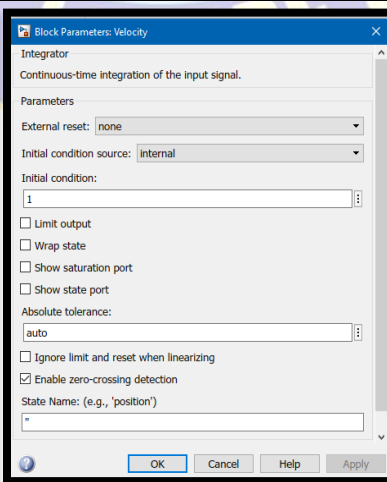 Block Parameters: Velocity
Integrator
Continuous-time integration of the input signal.
Parameters
External reset: none
Initial condition source: internal
Initial condition:
1
Limit output
Wrap state
Show saturation port
Show state port
Absolute tolerance:
auto
Ignore limit and reset when linearizing
Enable zero-crossing detection
State Name: (e.g., 'position')
''
OK Cancel Help Apply